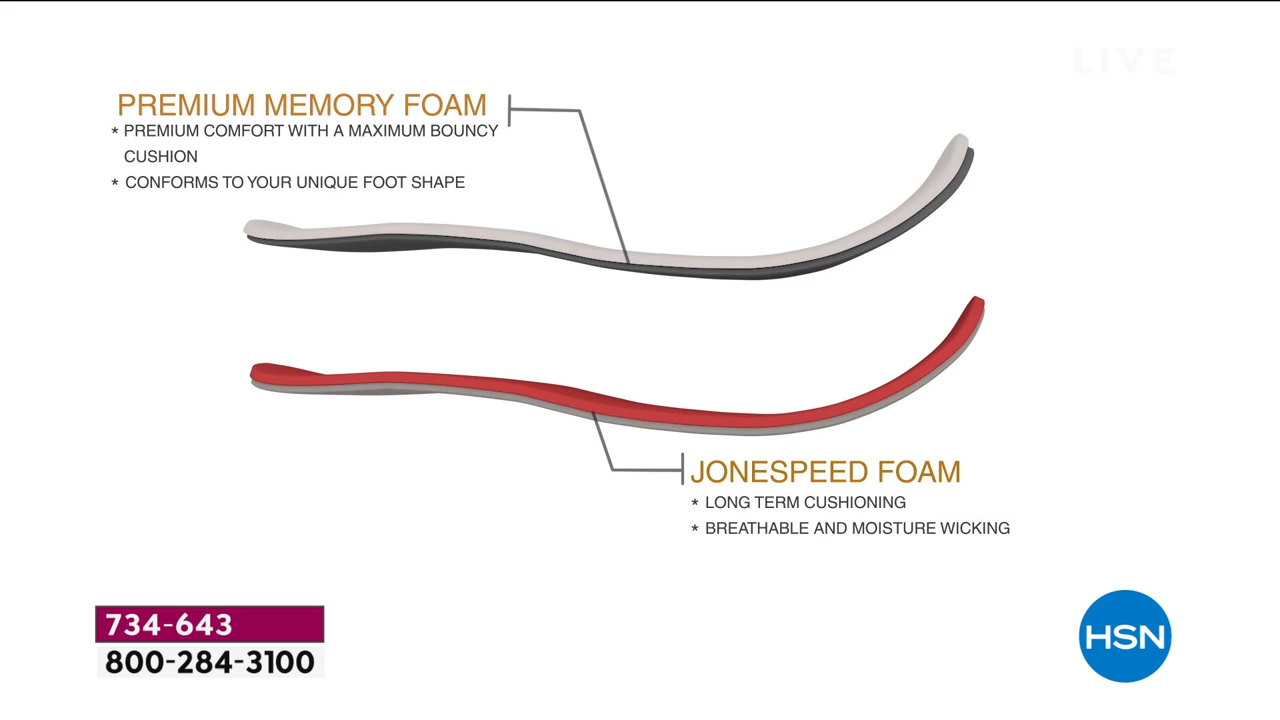 LIVE
PREMIUM MEMORY FOAM
* PREMIUM COMFORT WITH A MAXIMUM BOUNCY
CUSHION
* CONFORMS TO YOUR UNIQUE FOOT SHAPE
JONESPEED FOAM
* LONG TERM CUSHIONING
* BREATHABLE AND MOISTURE WICKING
734-643
800-284-3100
HSN